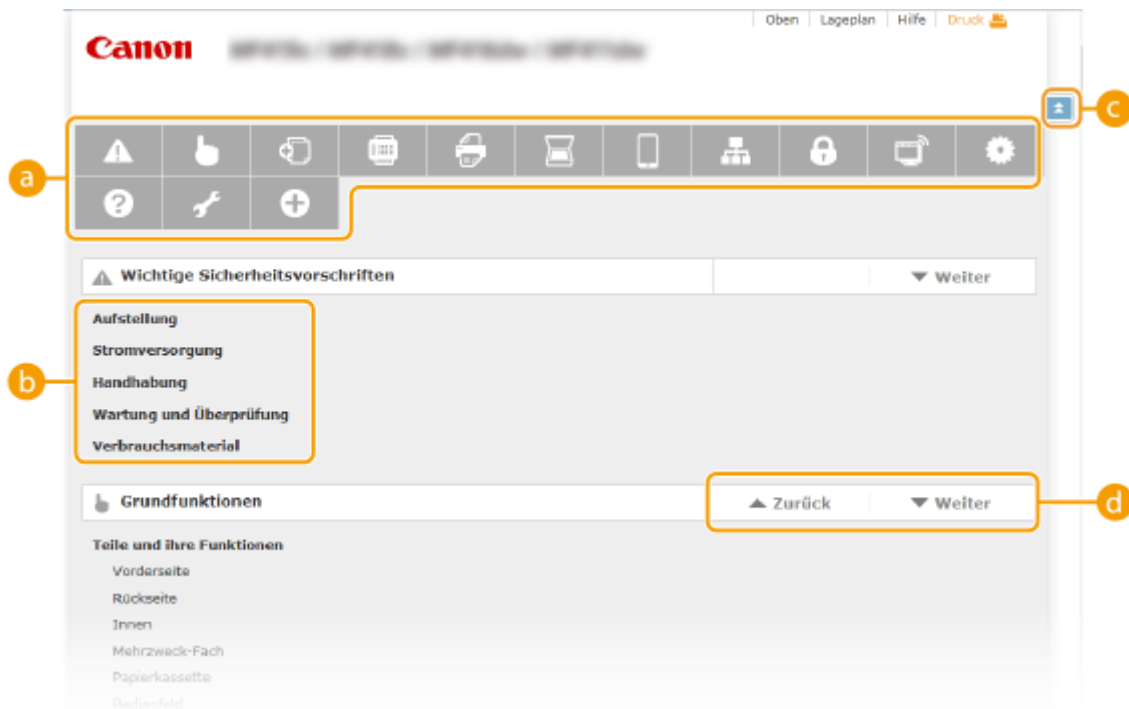 Oben Lageplan Hilfe Druck
Canon
c
a
Wichtige Sicherheitsvorschriften Weiter
Aufstellung
Stromversorgung
b Handhabung
Wartung und Überprüfung
Verbrauchsmaterial
Grundfunktionen Zurück Weiter d
Teile und ihre Funktionen
Vorderseite
Rückseite
Innen
Mehrzweck-Fach
Papierkassette
Bedienfeld